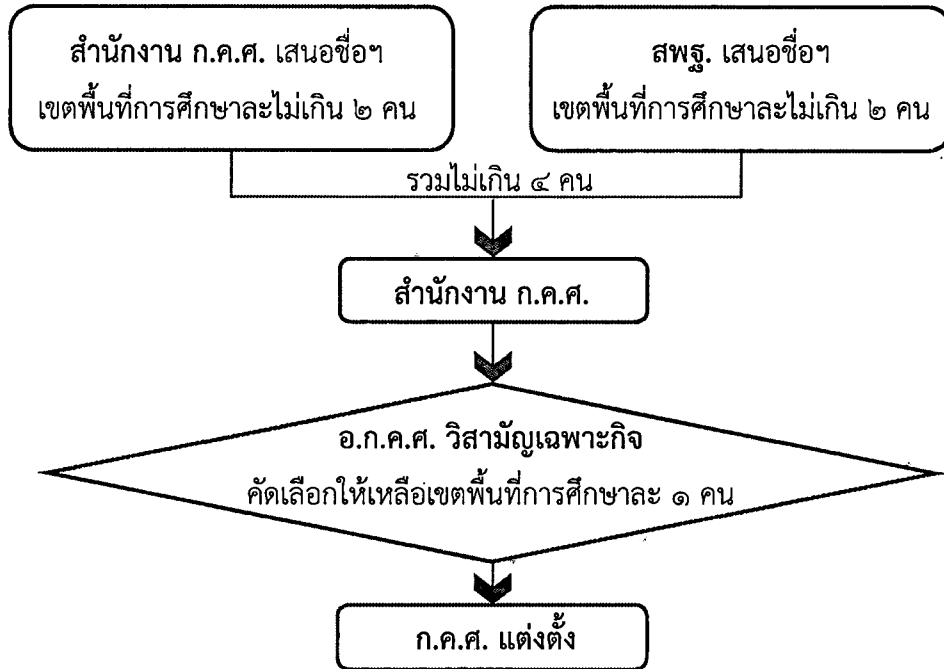 สำนักงาน ก.ค.ศ. เสนอชื่อฯ
เขตพื้นที่การศึกษาละไม่เกิน ๒ คน
สพฐ. เสนอชื่อฯ
เขตพื้นที่การศึกษาละไม่เกิน ๒ คน
รวมไม่เกิน ๔ คน
สำนักงาน ก.ค.ศ.
อ.ก.ค.ศ. วิสามัญเฉพาะกิจ
คัดเลือกให้เหลือเขตพื้นที่การศึกษาละ ๑ คน
ก.ค.ศ. แต่งตั้ง